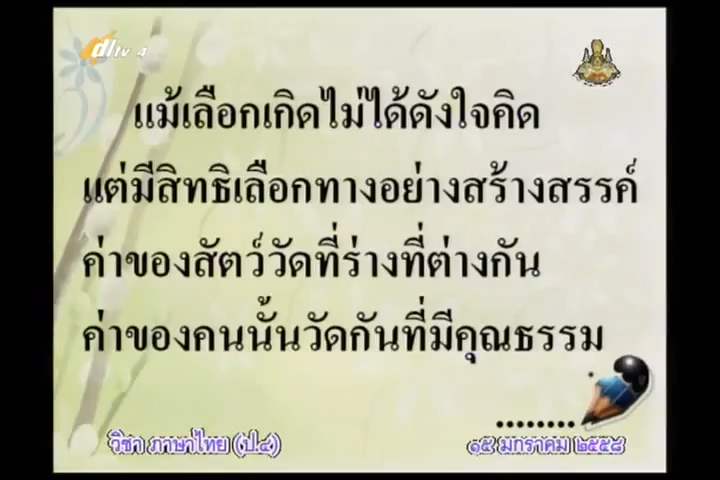 dltv 4
แม้เลือกเกิดไม่ได้ดังใจคิด
แต่มีสิทธิเลือกทางอย่างสร้างสรรค์
ค่าของสัตว์วัดที่ร่างที่ต่างกัน
ค่าของคนนั้นวัดกันที่มีคุณธรรม
.........
วิชา ภาษาไทย (ป.๔)
๑๕ มกราคม ๒๕๕๘